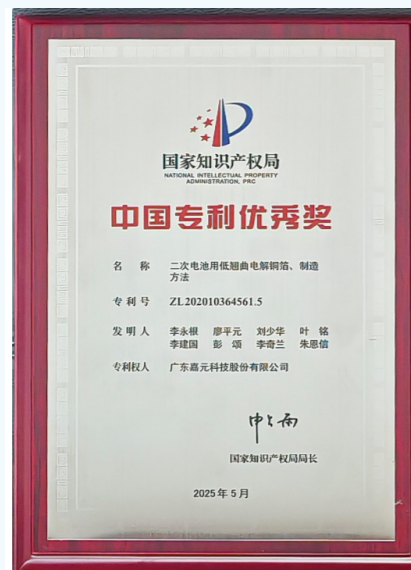 国家知识产权局
NATIONAL INTELLECTUAL PROPERTY
ADMINISTRATION, PRC
中国专利优秀奖
名 称 二次电池用低翘曲电解铜箔、制造
方法
专利号 ZL202010364561.5
发明人 李永根 廖平元 刘少华 叶铭
李建国 彭颂 李奇兰 朱恩信
专利权人 广东嘉元科技股份有限公司
国家知识产权局局长
2025年5月